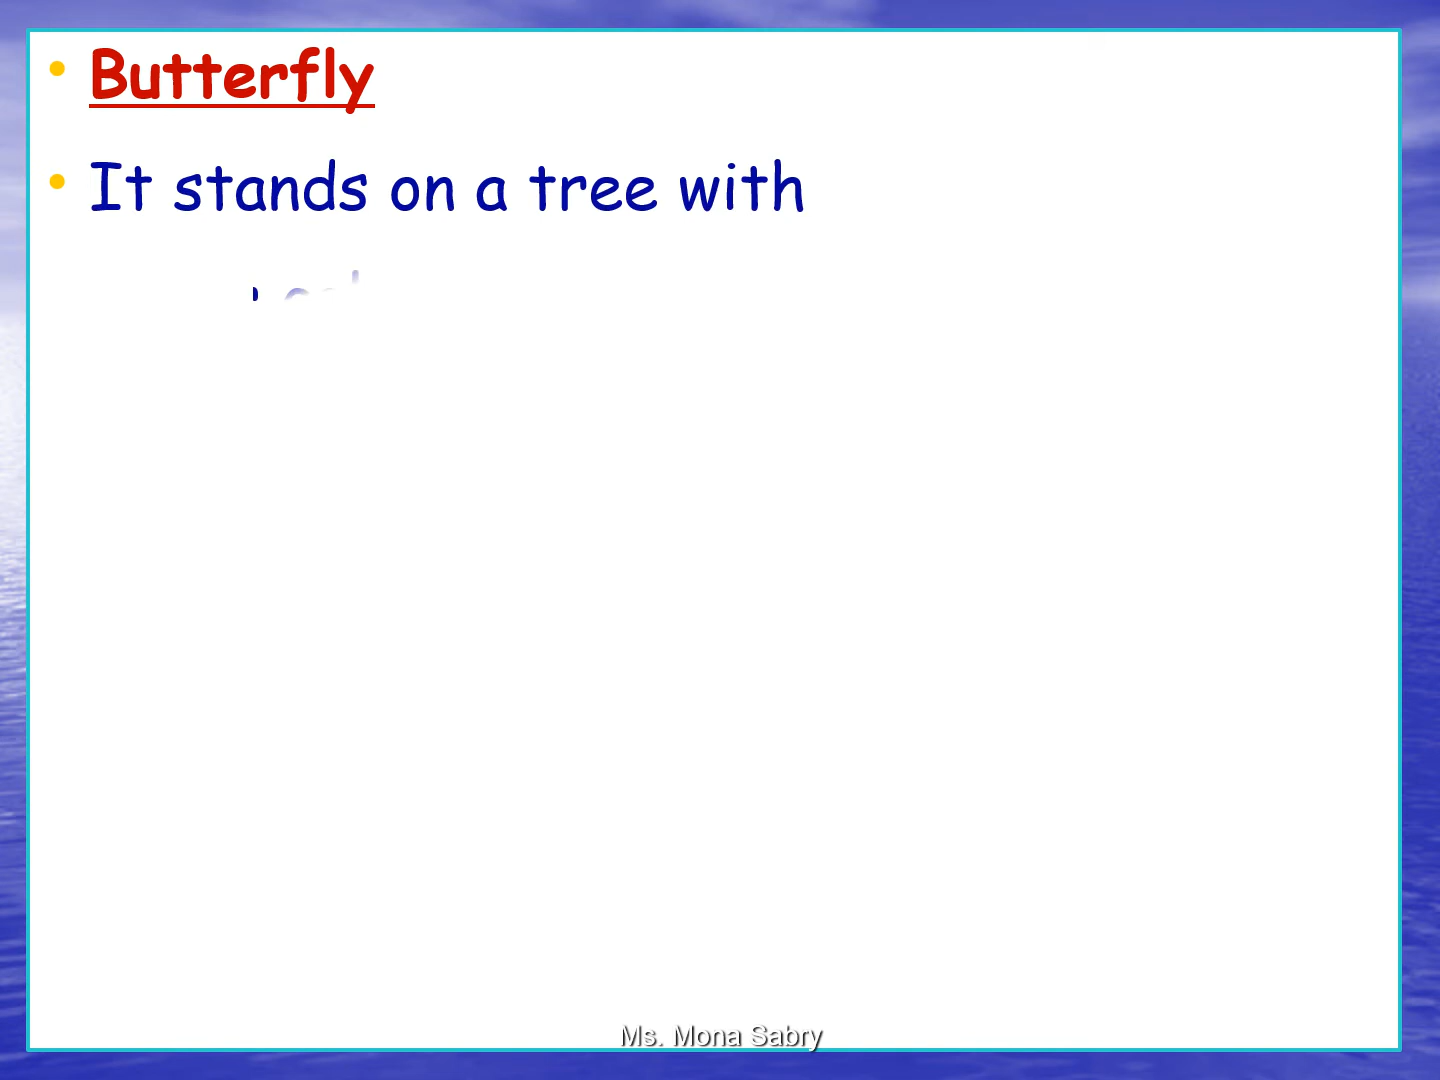 • Butterfly
• It stands on a tree with
Ms. Mona Sabry